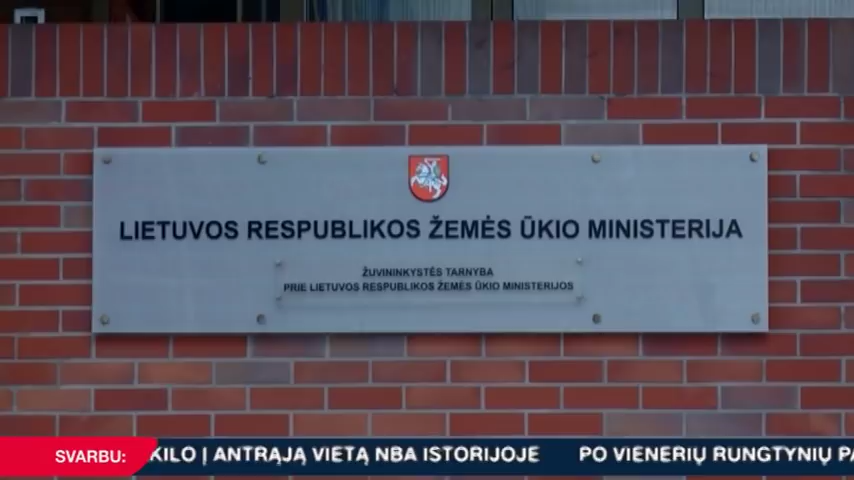 LIETUVOS RESPUBLIKOS ŽEMĖS ŪKIO MINISTERIJA
ŽUVININKYSTĖS TARNYBA
PRIE LIETUVOS RESPUBLIKOS ŽEMĖS ŪKIO MINISTERIJOS
SVARBU: KILO Į ANTRĄJĄ VIETĄ NBA ISTORIJOJE PO VIENERIŲ RUNGTYNIŲ